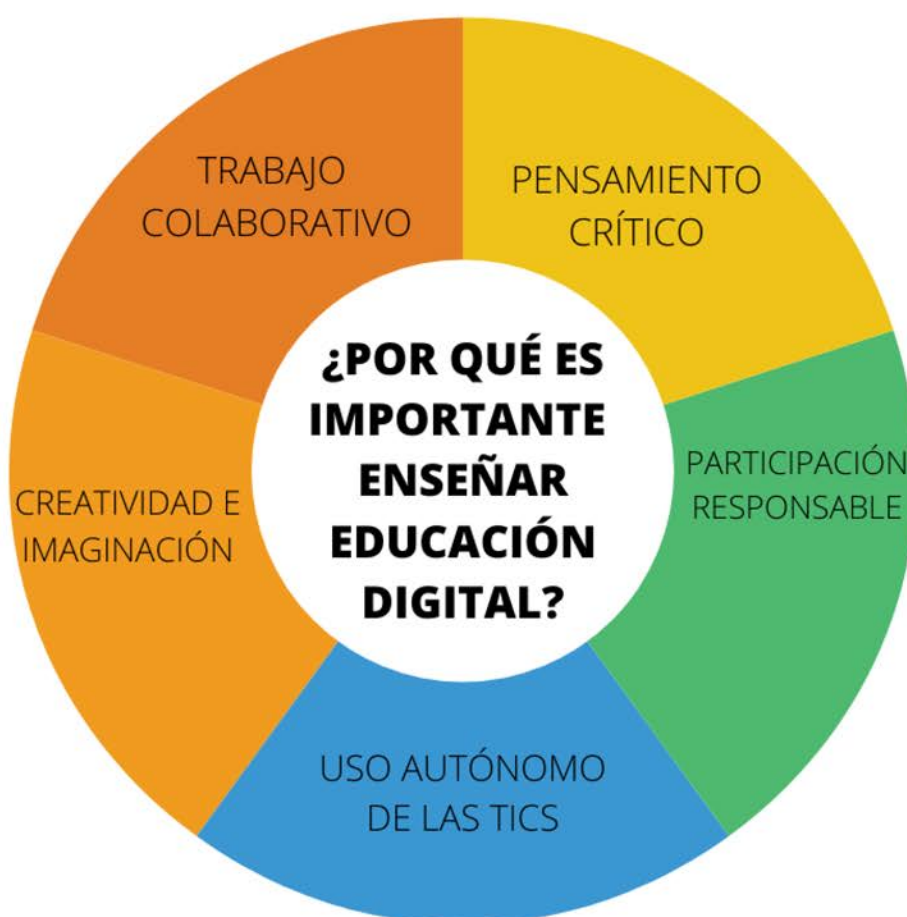 ¿POR QUÉ ES
IMPORTANTE
ENSEÑAR
EDUCACIÓN
DIGITAL?
PENSAMIENTO
CRÍTICO
PARTICIPACIÓN
RESPONSABLE
USO AUTÓNOMO
DE LAS TICS
CREATIVIDAD E
IMAGINACIÓN
TRABAJO
COLABORATIVO